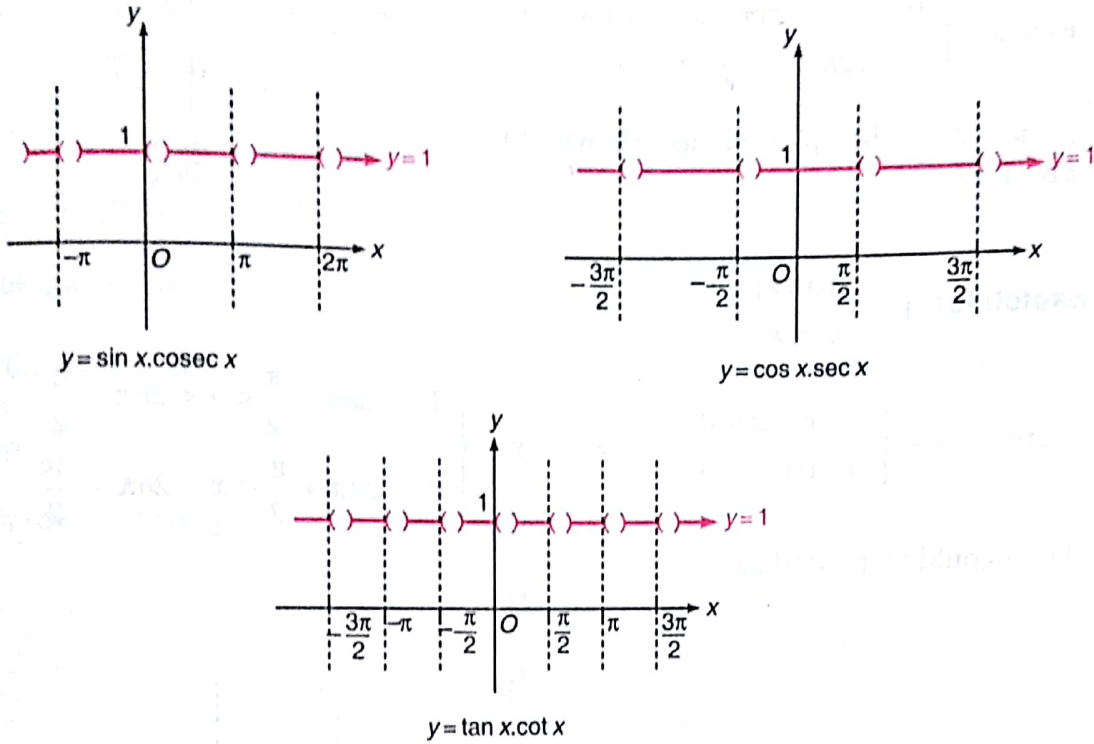 y
1
y=1
x
−π
O
π
2π
y=sin x.cosec x
y
1
y=1
x
−3π/2
−π/2
O
π/2
3π/2
y=cos x.sec x
y
1
y=1
x
−3π/2
−π
−π/2
O
π/2
π
3π/2
y=tan x.cot x